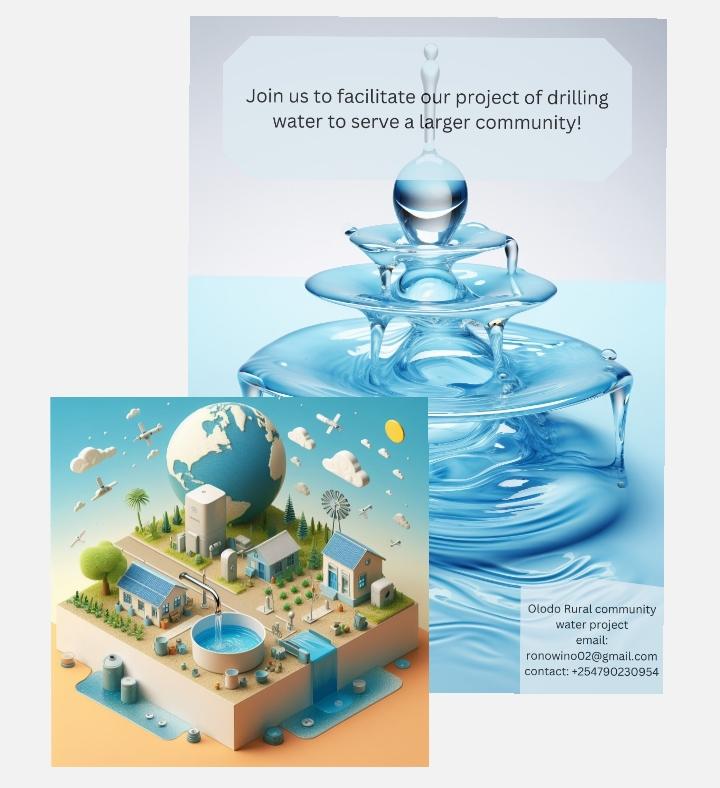 Join us to facilitate our project of drilling
water to serve a larger community!
Olodo Rural community
water project
email:
ronowino02@gmail.com
contact: +254790230954